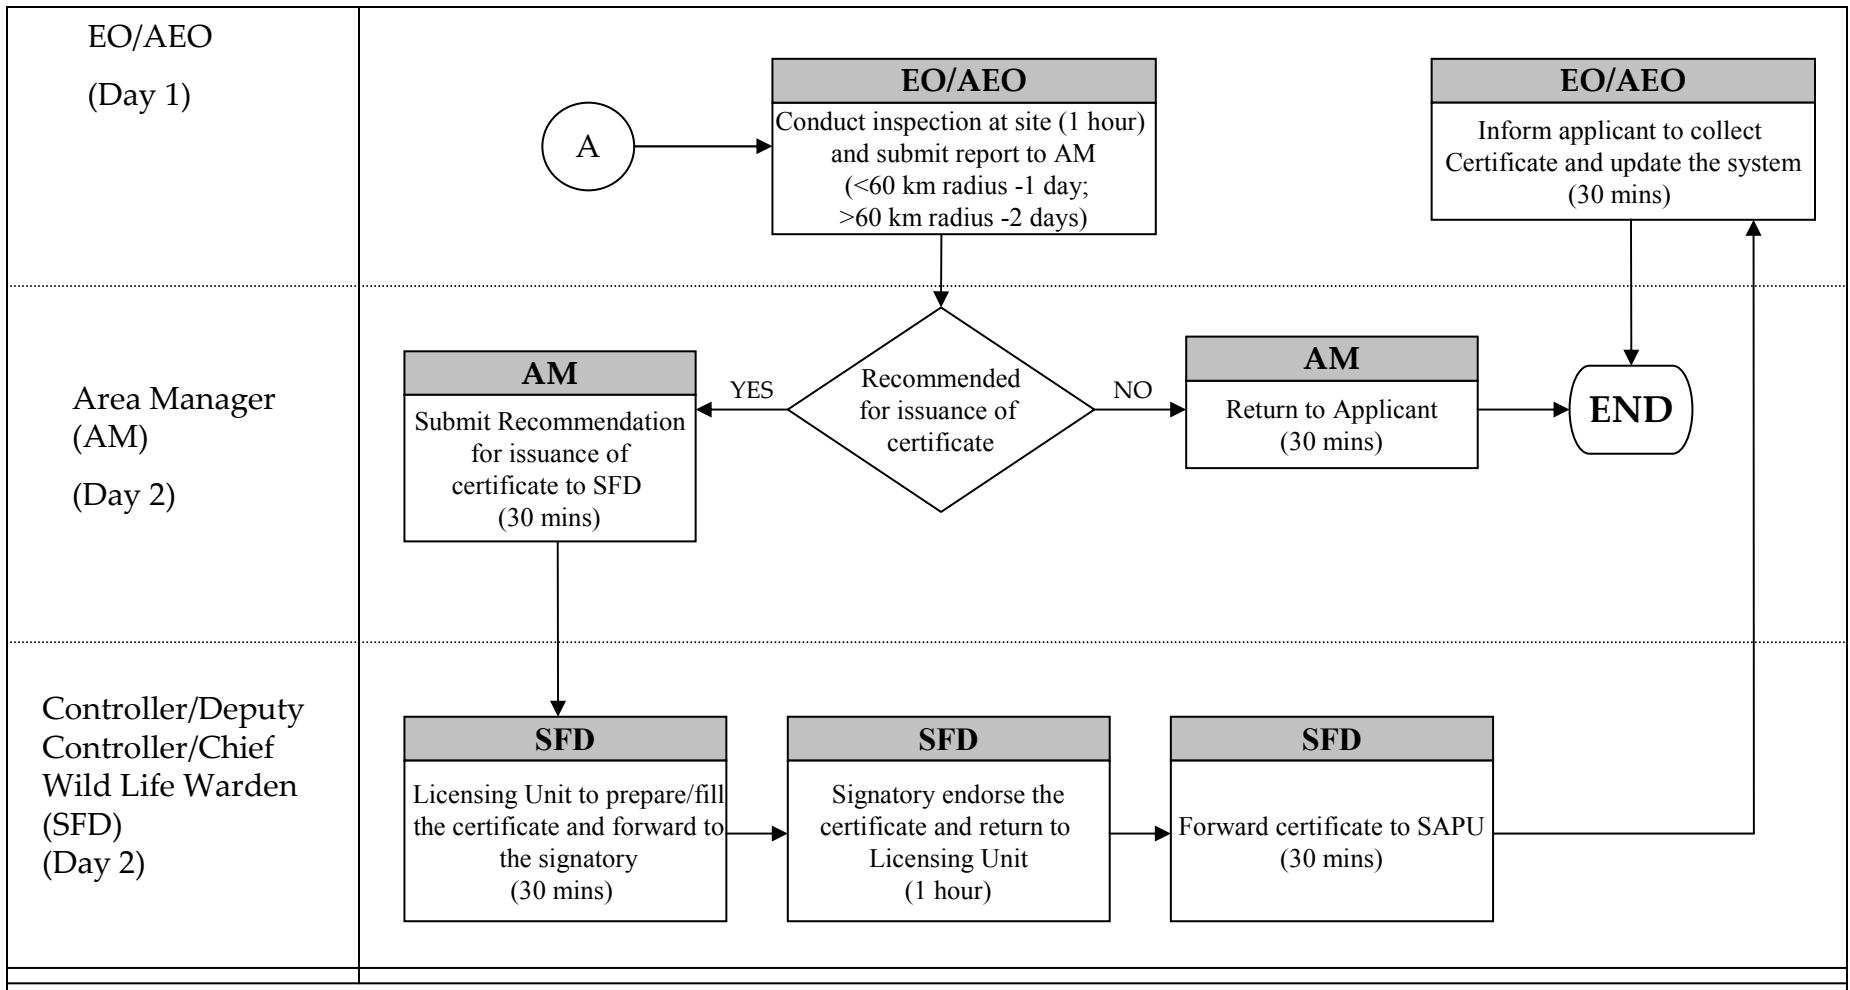 EO/AEO
(Day 1)
A
EO/AEO
Conduct inspection at site (1 hour)
and submit report to AM
(<60 km radius -1 day;
>60 km radius -2 days)
EO/AEO
Inform applicant to collect
Certificate and update the system
(30 mins)
Area Manager
(AM)
(Day 2)
AM
Submit Recommendation
for issuance of
certificate to SFD
(30 mins)
YES
Recommended
for issuance of
certificate
NO
AM
Return to Applicant
(30 mins)
END
Controller/Deputy
Controller/Chief
Wild Life Warden
(SFD)
(Day 2)
SFD
Licensing Unit to prepare/fill
the certificate and forward to
the signatory
(30 mins)
SFD
Signatory endorse the
certificate and return to
Licensing Unit
(1 hour)
SFD
Forward certificate to SAPU
(30 mins)